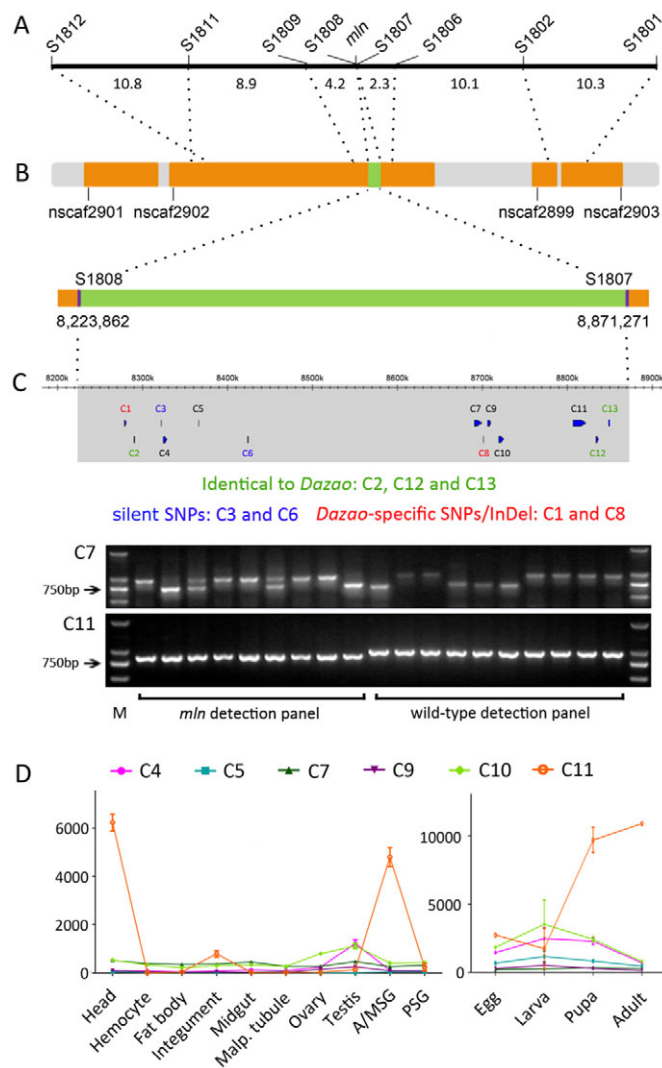 A
S1812
S1811
S1809
S1808
mln
S1807
S1806
S1802
S1801
10.8
8.9
4.2
2.3
10.1
10.3
B
nscaf2901
nscaf2902
nscaf2899
nscaf2903
S1808
S1807
8,223,862
8,871,271
C
8200k
8300k
8400k
8500k
8600k
8700k
8800k
8900k
C1
C3
C5
C7
C9
C11
C13
C2
C4
C6
C8
C10
C12
Identical to Dazao: C2, C12 and C13
silent SNPs: C3 and C6
Dazao-specific SNPs/InDel: C1 and C8
C7
750bp
C11
750bp
M
mln detection panel
wild-type detection panel
D
C4
C5
C7
C9
C10
C11
6000
4000
2000
0
Head
Hemocyte
Fat body
Integument
Midgut
Malp. tubule
Ovary
Testis
A/MSG
PSG
10000
5000
0
Egg
Larva
Pupa
Adult